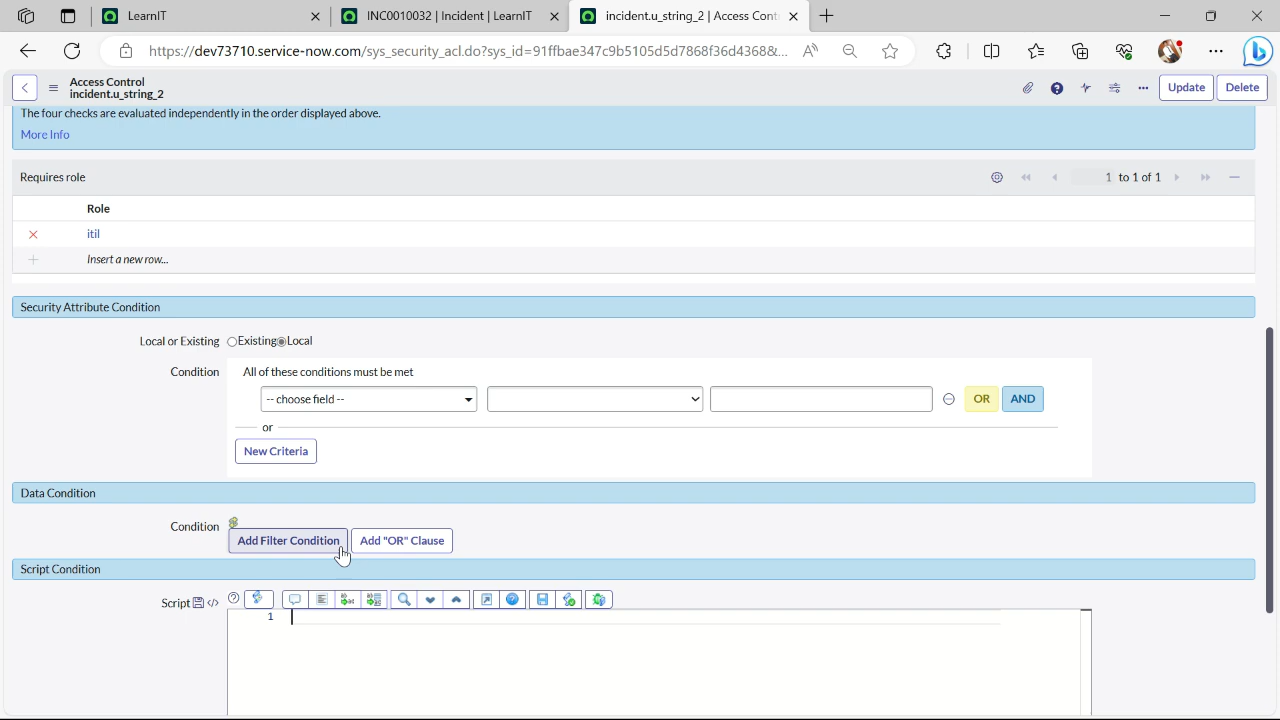 LearnIT
INC0010032 | Incident | LearnIT
incident.u_string_2 | Access Cont
https://dev73710.service-now.com/sys_security_acl.do?sys_id=91ffbae347c9b5105d5d7868f36d4368&...
Access Control
incident.u_string_2
Update
Delete
The four checks are evaluated independently in the order displayed above.
More Info
Requires role
1 to 1 of 1
Role
itil
Insert a new row...
Security Attribute Condition
Local or Existing Existing Local
Condition All of these conditions must be met
-- choose field --
OR
AND
or
New Criteria
Data Condition
Condition
Add Filter Condition
Add "OR" Clause
Script Condition
Script
1